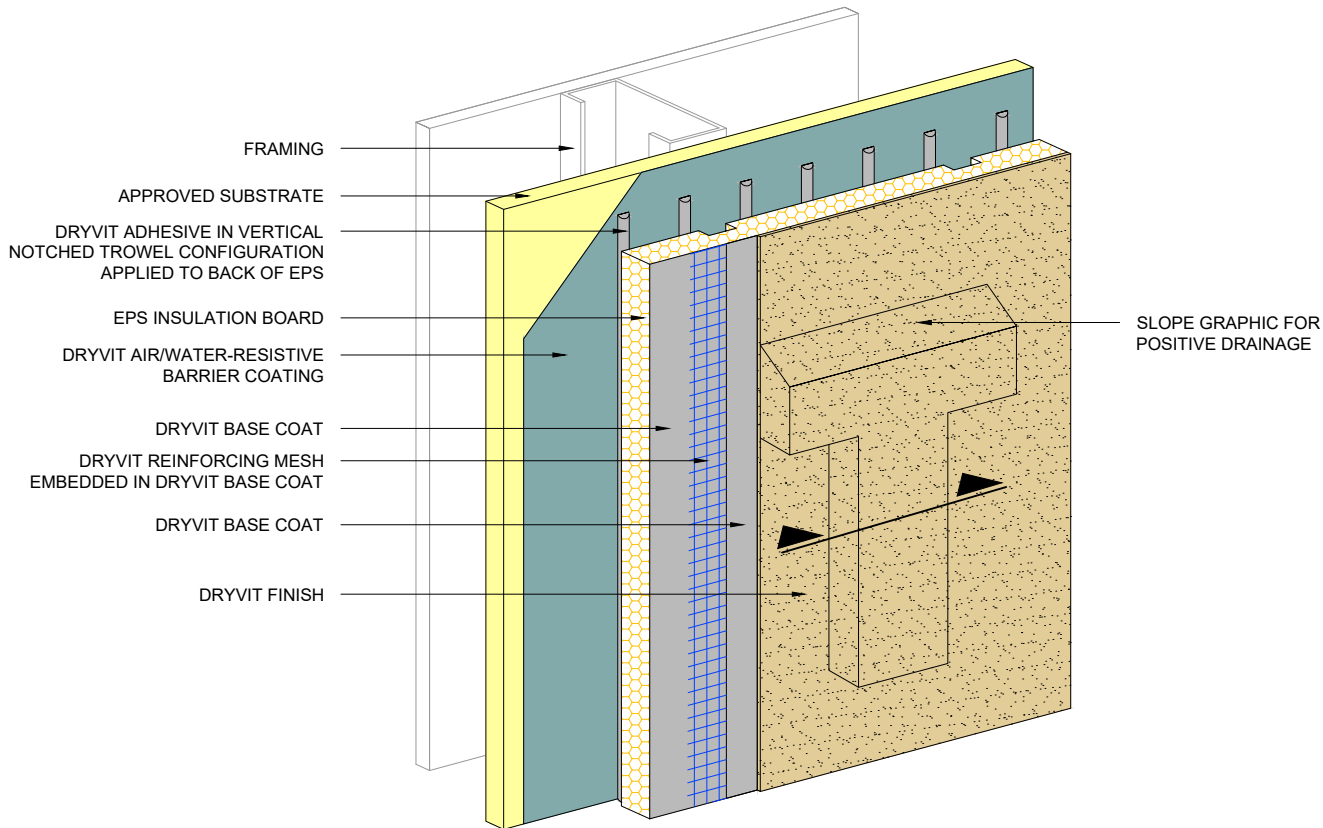 FRAMING
APPROVED SUBSTRATE
DRYVIT ADHESIVE IN VERTICAL
NOTCHED TROWEL CONFIGURATION
APPLIED TO BACK OF EPS
EPS INSULATION BOARD
DRYVIT AIR/WATER-RESISTIVE
BARRIER COATING
DRYVIT BASE COAT
DRYVIT REINFORCING MESH
EMBEDDED IN DRYVIT BASE COAT
DRYVIT BASE COAT
DRYVIT FINISH
SLOPE GRAPHIC FOR
POSITIVE DRAINAGE